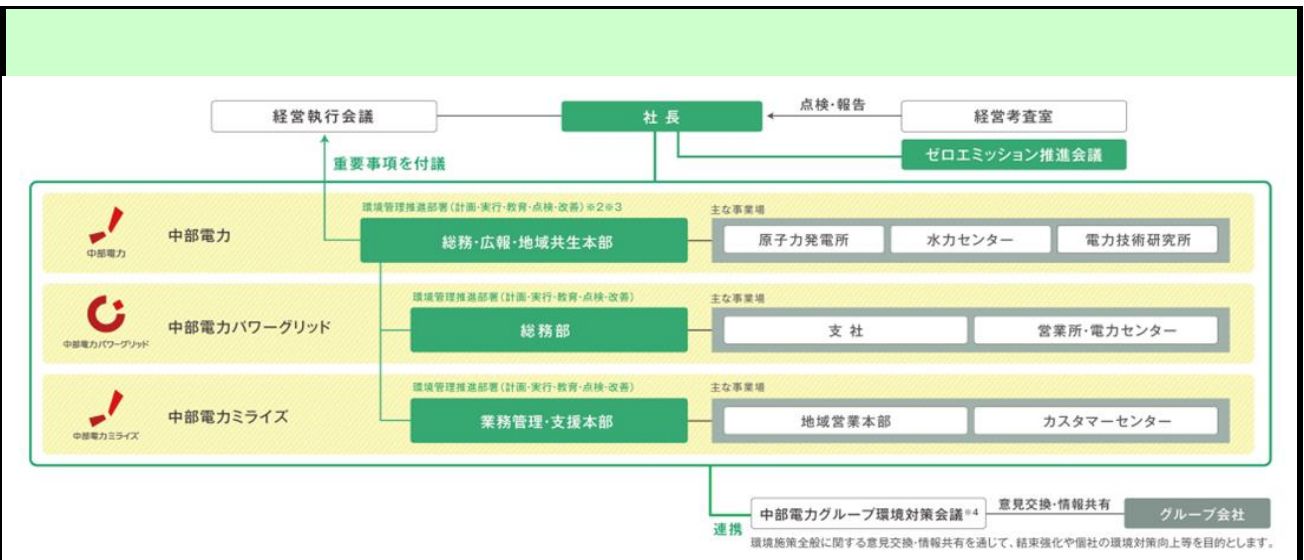 経営執行会議
社長
点検・報告
経営考査室
ゼロエミッション推進会議
重要事項を付議
環境管理推進部署(計画・実行・教育・点検・改善)※2※3
主な事業場
中部電力
中部電力
総務・広報・地域共生本部
原子力発電所
水力センター
電力技術研究所
環境管理推進部署(計画・実行・教育・点検・改善)
主な事業場
中部電力パワーグリッド
中部電力パワーグリッド
総務部
支社
営業所・電力センター
環境管理推進部署(計画・実行・教育・点検・改善)
主な事業場
中部電力ミライズ
中部電力ミライズ
業務管理・支援本部
地域営業本部
カスタマーセンター
連携
中部電力グループ環境対策会議※4
意見交換・情報共有
グループ会社
環境施策全般に関する意見交換・情報共有を通じて、結束強化や個社の環境対策向上等を目的とします。